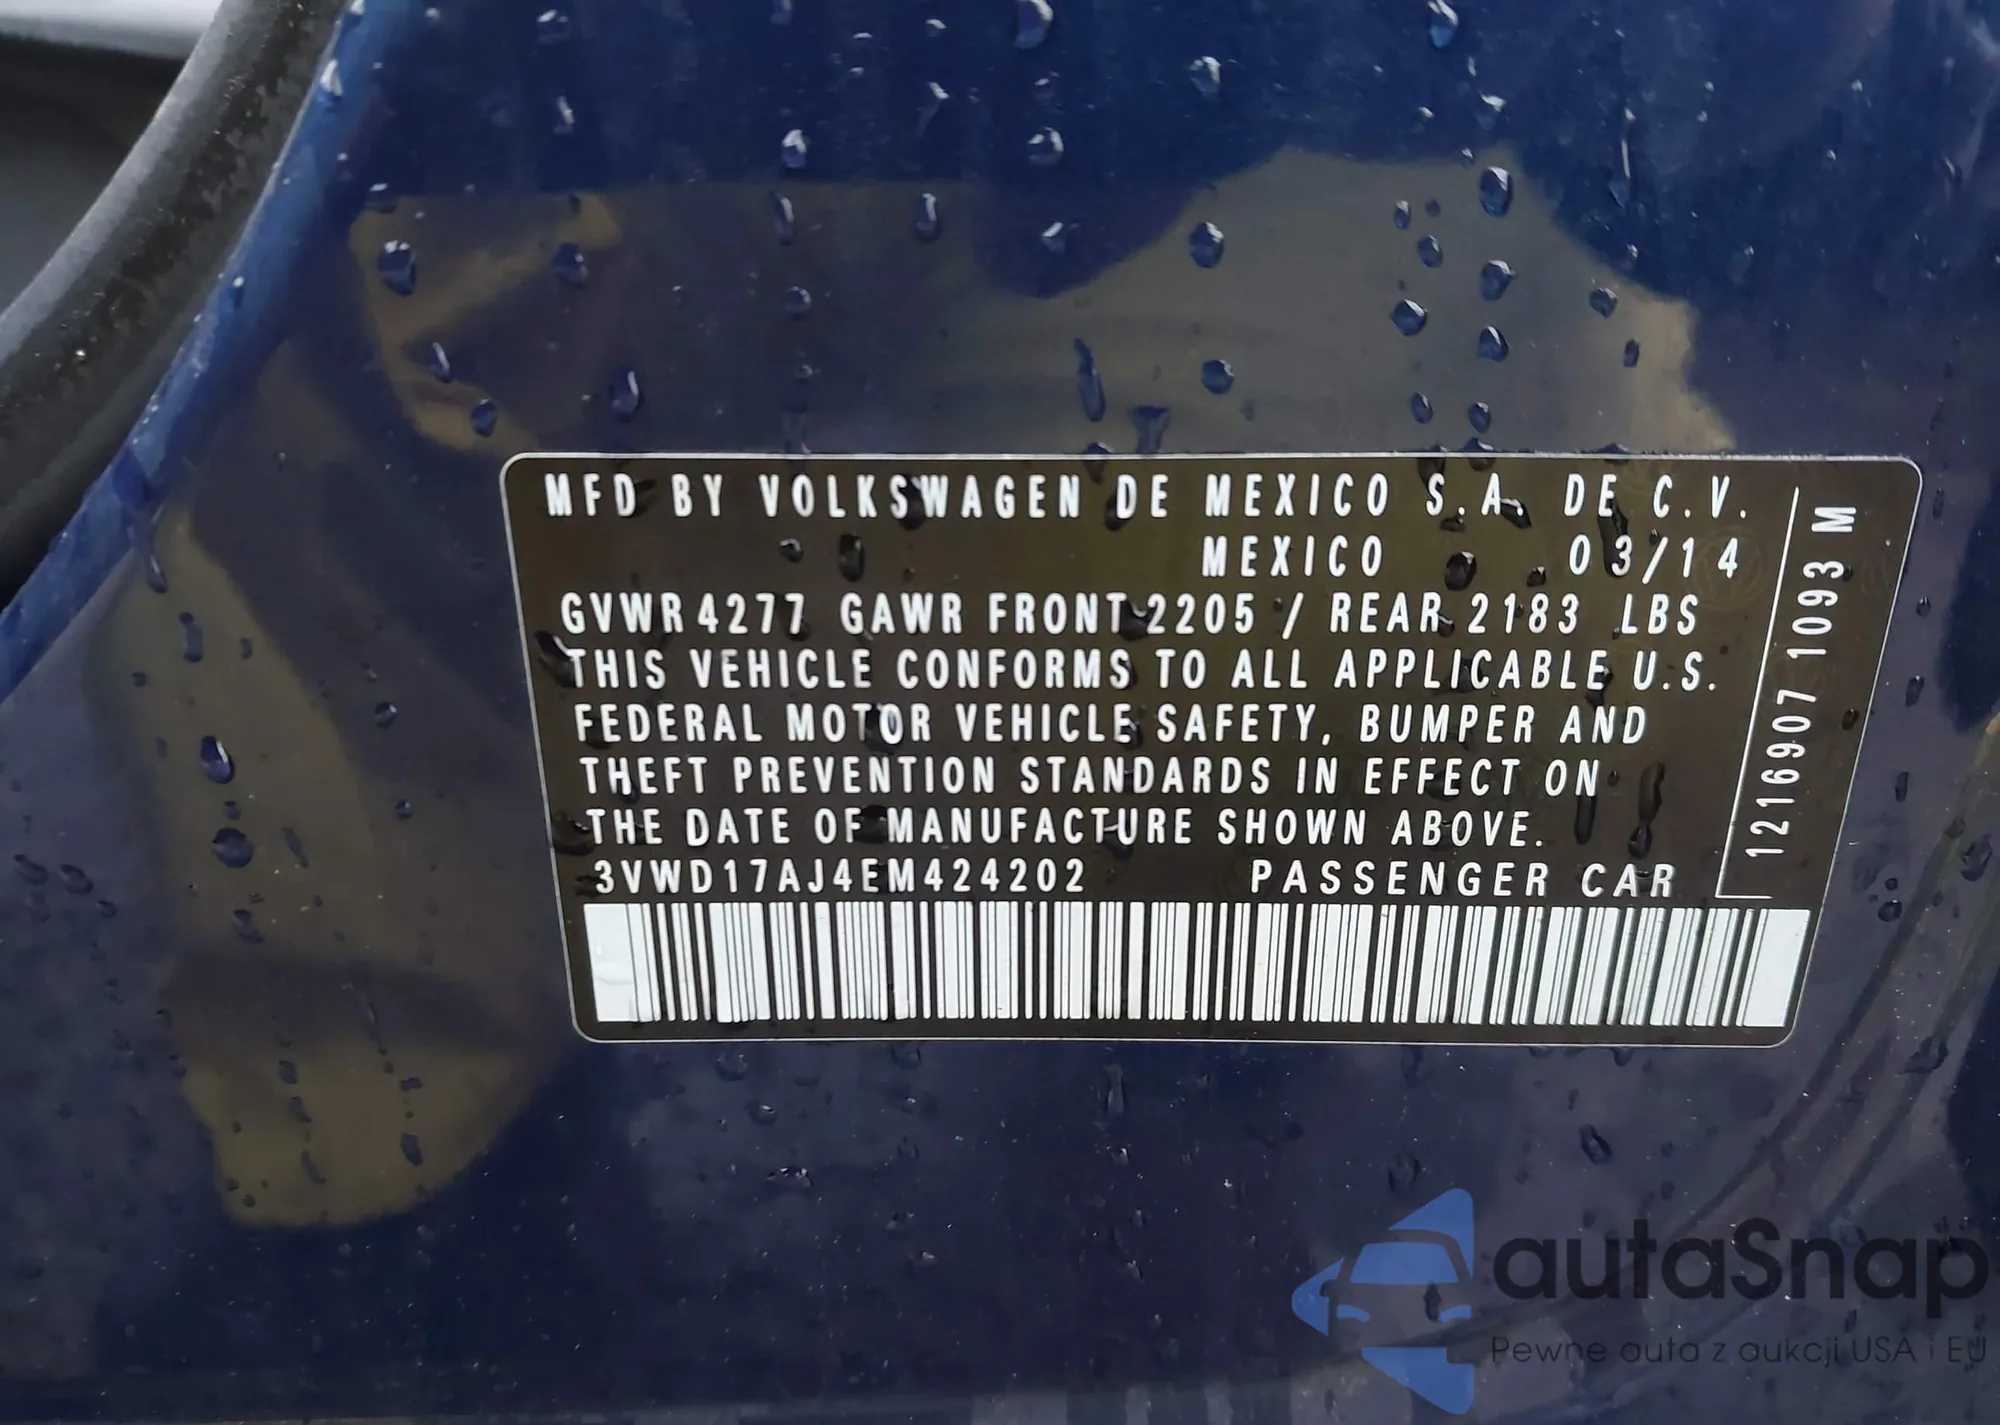 MFD BY VOLKSWAGEN DE MEXICO S.A. DE C.V.
MEXICO 03/14
GVWR 4277 GAWR FRONT 2205 / REAR 2183 LBS
THIS VEHICLE CONFORMS TO ALL APPLICABLE U.S.
FEDERAL MOTOR VEHICLE SAFETY, BUMPER AND
THEFT PREVENTION STANDARDS IN EFFECT ON
THE DATE OF MANUFACTURE SHOWN ABOVE.
3VWD17AJ4EM424202 PASSENGER CAR
1216907 1093 M
autaSnap
Pewne auta z aukcji USA i EU